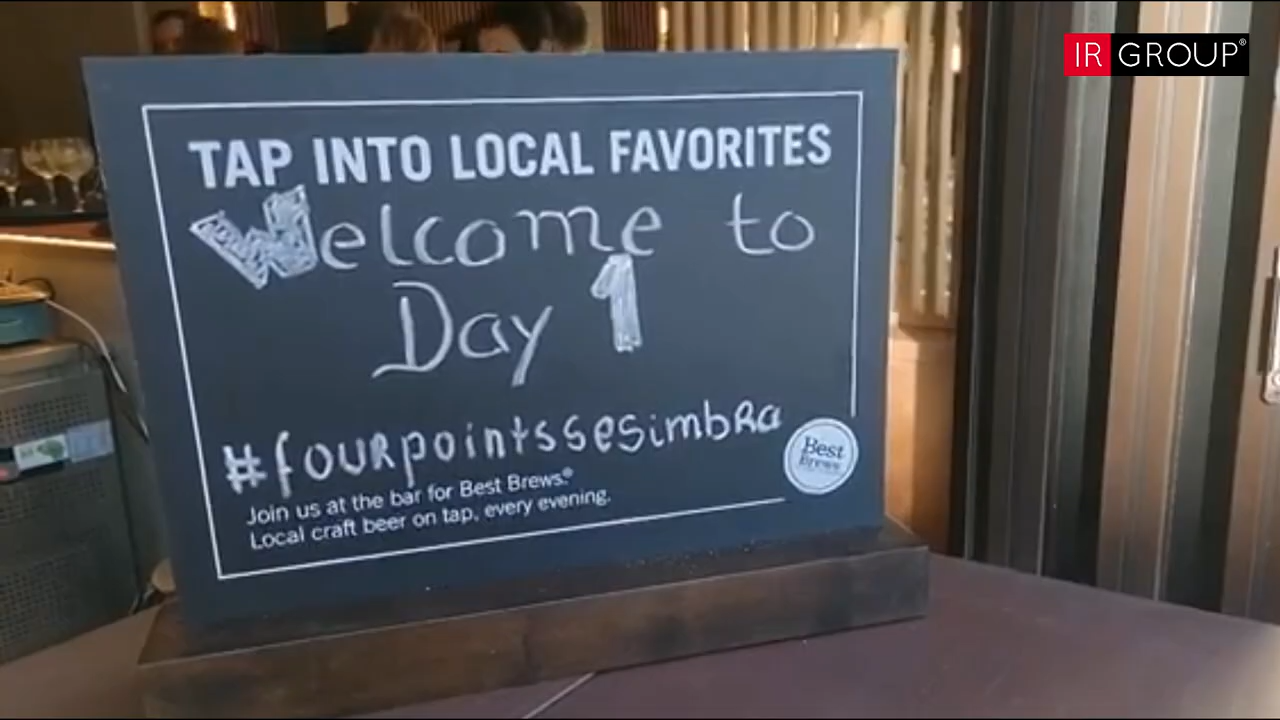 IR GROUP®
TAP INTO LOCAL FAVORITES
Welcome to
Day 1
#fourpointssesimbra
Join us at the bar for Best Brews.®
Local craft beer on tap, every evening.
Best
Brews